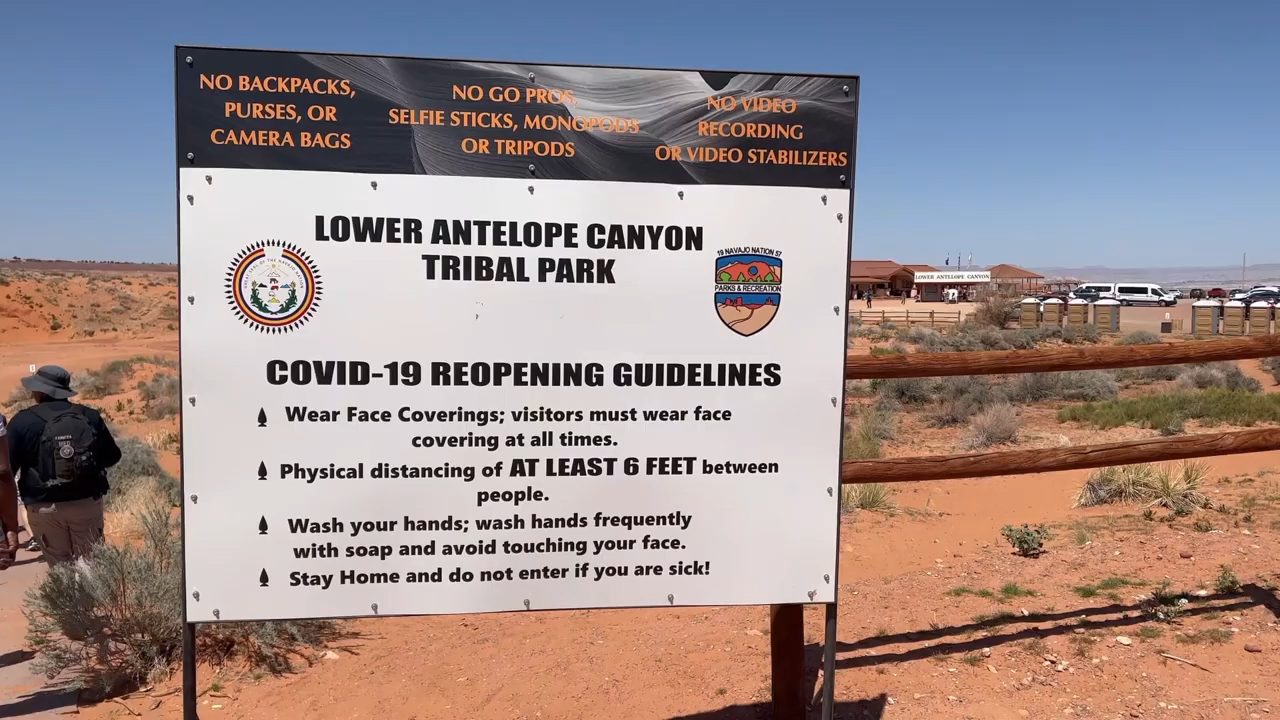 NO BACKPACKS,
PURSES, OR
CAMERA BAGS
NO GO PROS,
SELFIE STICKS, MONOPODS
OR TRIPODS
NO VIDEO
RECORDING
OR VIDEO STABILIZERS
LOWER ANTELOPE CANYON
TRIBAL PARK
19 NAVAJO NATION 57
PARKS & RECREATION
COVID-19 REOPENING GUIDELINES
Wear Face Coverings; visitors must wear face
covering at all times.
Physical distancing of AT LEAST 6 FEET between
people.
Wash your hands; wash hands frequently
with soap and avoid touching your face.
Stay Home and do not enter if you are sick!
LOWER ANTELOPE CANYON